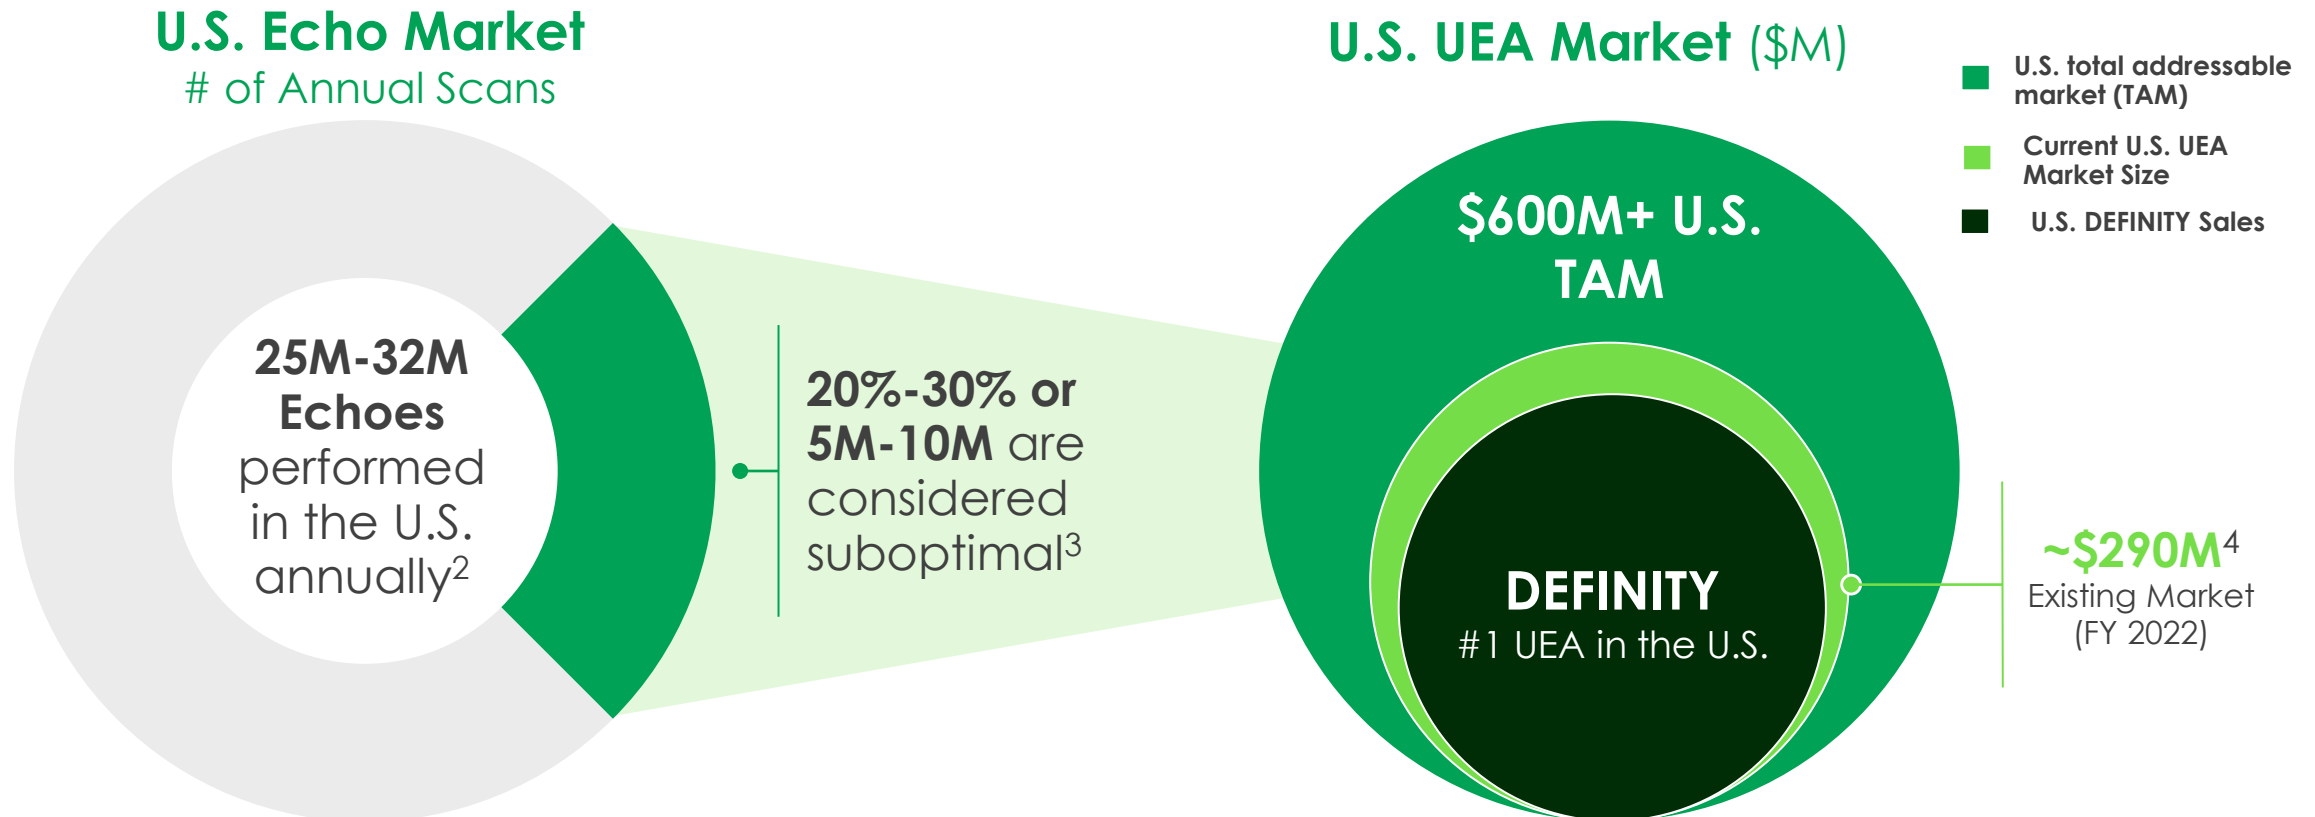 U.S. Echo Market
# of Annual Scans
25M-32M
Echoes
performed
in the U.S.
annually2
20%-30% or
5M-10M are
considered
suboptimal3
U.S. UEA Market ($M)
$600M+ U.S.
TAM
DEFINITY
#1 UEA in the U.S.
U.S. total addressable
market (TAM)
Current U.S. UEA
Market Size
U.S. DEFINITY Sales
~$290M4
Existing Market
(FY 2022)